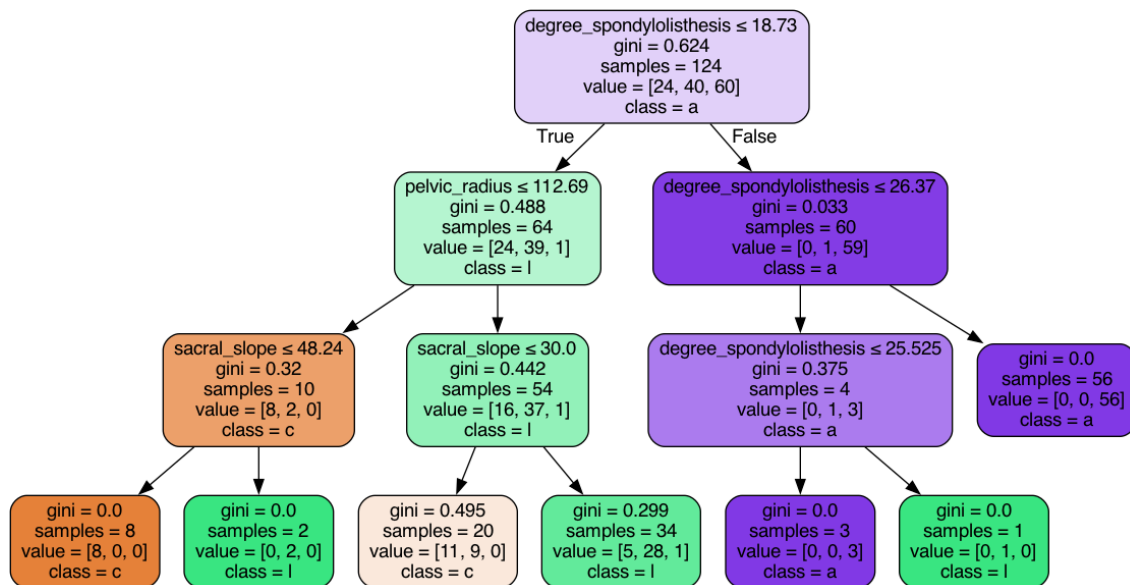 degree_spondylolisthesis ≤ 18.73
gini = 0.624
samples = 124
value = [24, 40, 60]
class = a
True
False
pelvic_radius ≤ 112.69
gini = 0.488
samples = 64
value = [24, 39, 1]
class = l
degree_spondylolisthesis ≤ 26.37
gini = 0.033
samples = 60
value = [0, 1, 59]
class = a
sacral_slope ≤ 48.24
gini = 0.32
samples = 10
value = [8, 2, 0]
class = c
sacral_slope ≤ 30.0
gini = 0.442
samples = 54
value = [16, 37, 1]
class = l
degree_spondylolisthesis ≤ 25.525
gini = 0.375
samples = 4
value = [0, 1, 3]
class = a
gini = 0.0
samples = 56
value = [0, 0, 56]
class = a
gini = 0.0
samples = 8
value = [8, 0, 0]
class = c
gini = 0.0
samples = 2
value = [0, 2, 0]
class = l
gini = 0.495
samples = 20
value = [11, 9, 0]
class = c
gini = 0.299
samples = 34
value = [5, 28, 1]
class = l
gini = 0.0
samples = 3
value = [0, 0, 3]
class = a
gini = 0.0
samples = 1
value = [0, 1, 0]
class = l